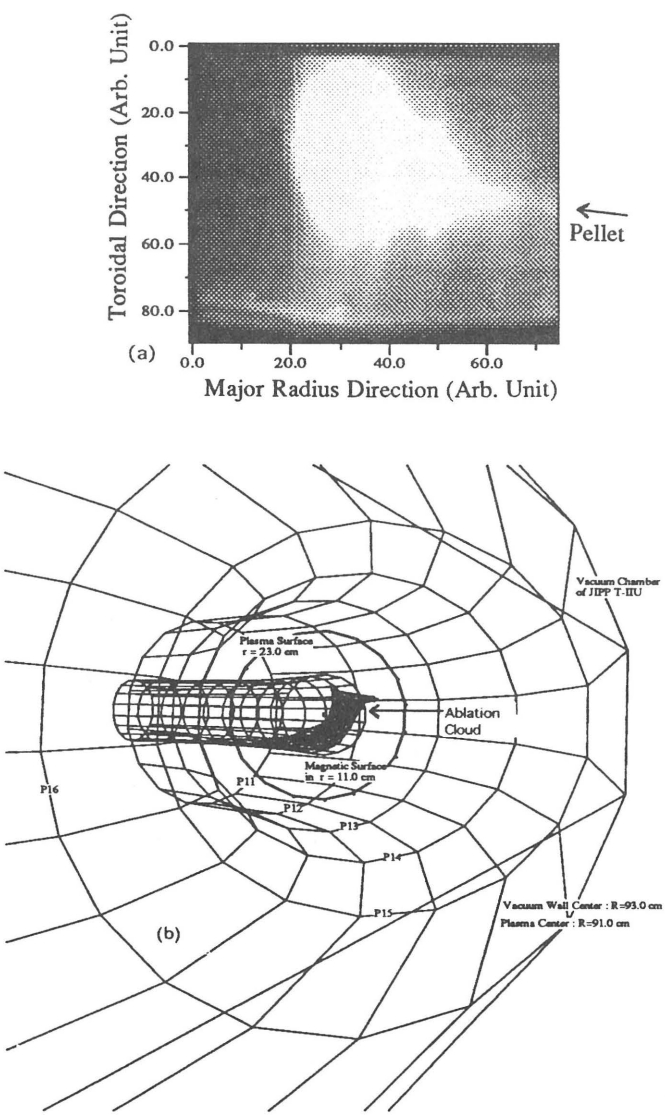 0.0
20.0
40.0
60.0
80.0
Toroidal Direction (Arb. Unit)
Pellet
(a)
0.0
20.0
40.0
60.0
Major Radius Direction (Arb. Unit)
Vacuum Chamber
of JIPP T-IIU
Plasma Surface
r = 23.0 cm
Ablation
Cloud
Magnetic Surface
in r = 11.0 cm
P11
P16
P12
P13
P14
P15
Vacuum Wall Center : R=93.0 cm
Plasma Center : R=91.0 cm
(b)